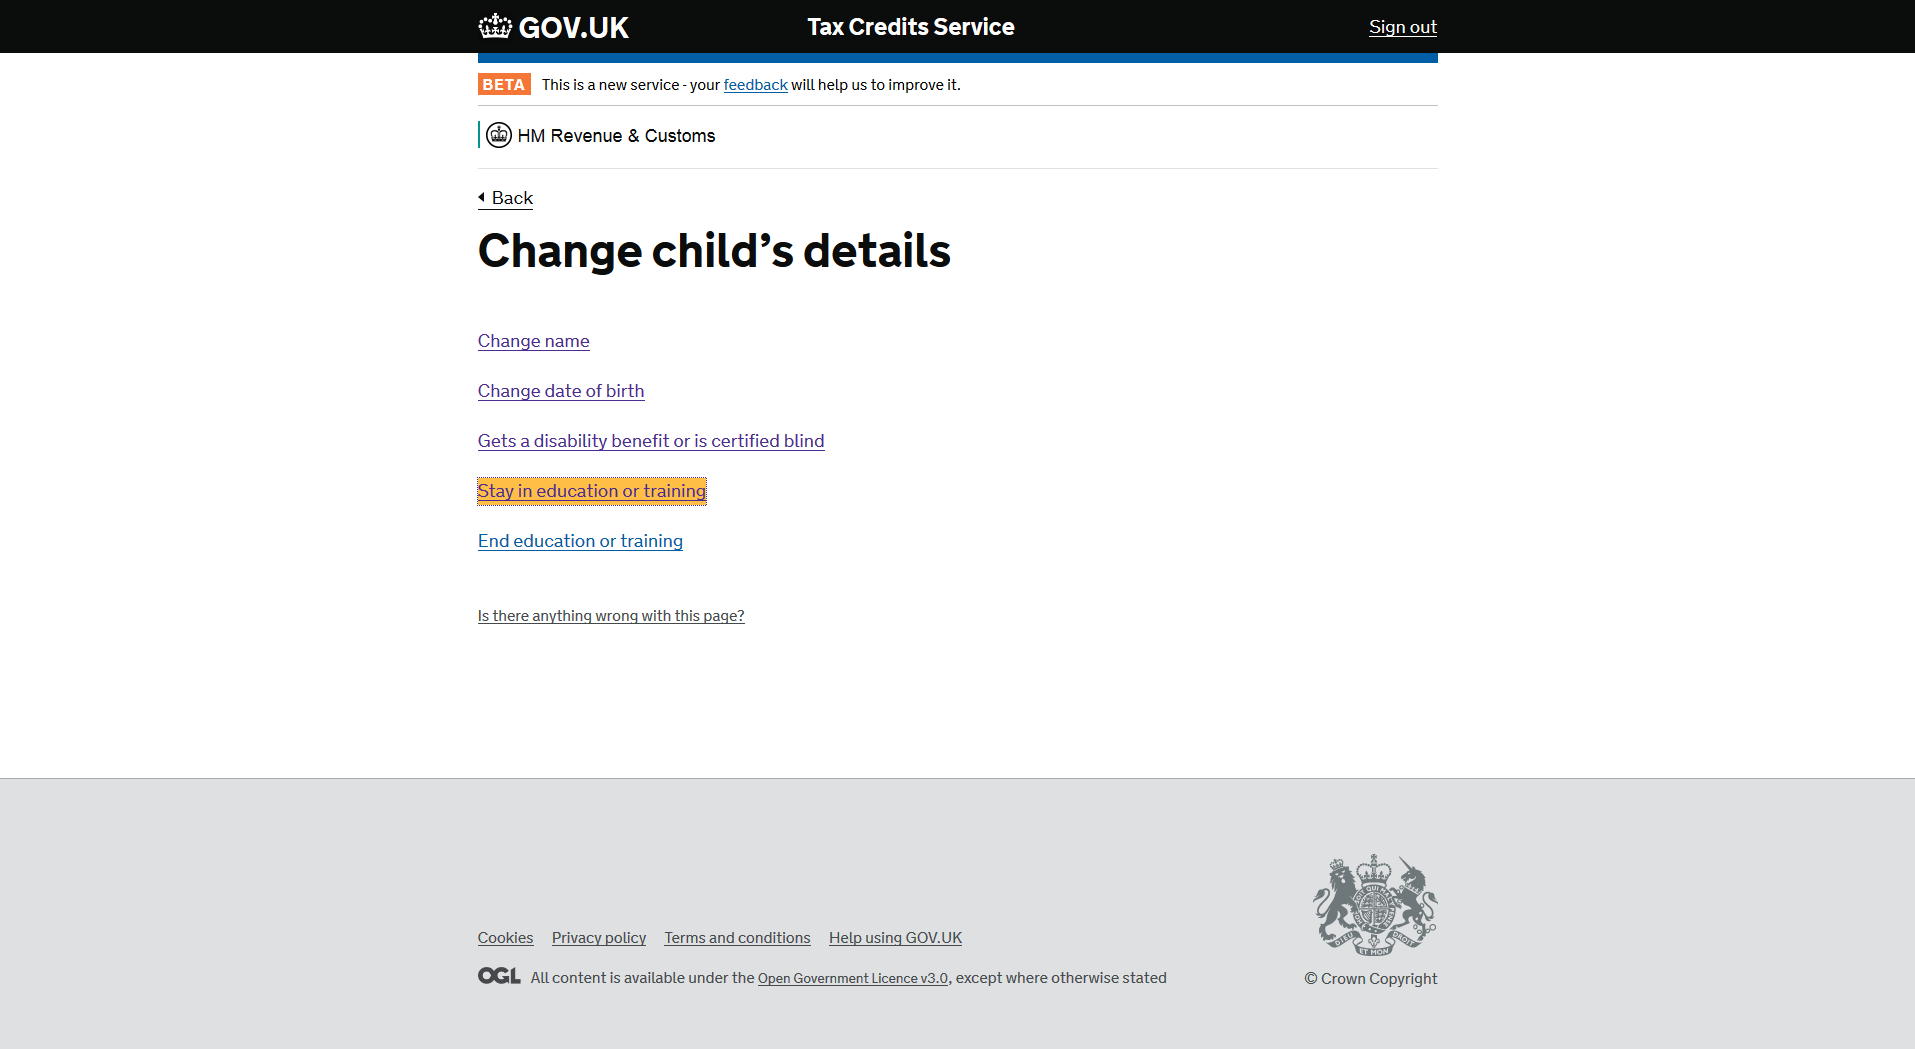 GOV.UK
Tax Credits Service
Sign out
BETA This is a new service - your feedback will help us to improve it.
HM Revenue & Customs
Back
Change child’s details
Change name
Change date of birth
Gets a disability benefit or is certified blind
Stay in education or training
End education or training
Is there anything wrong with this page?
Cookies Privacy policy Terms and conditions Help using GOV.UK
OGL All content is available under the Open Government Licence v3.0, except where otherwise stated
DIEU ET MON DROIT
© Crown Copyright